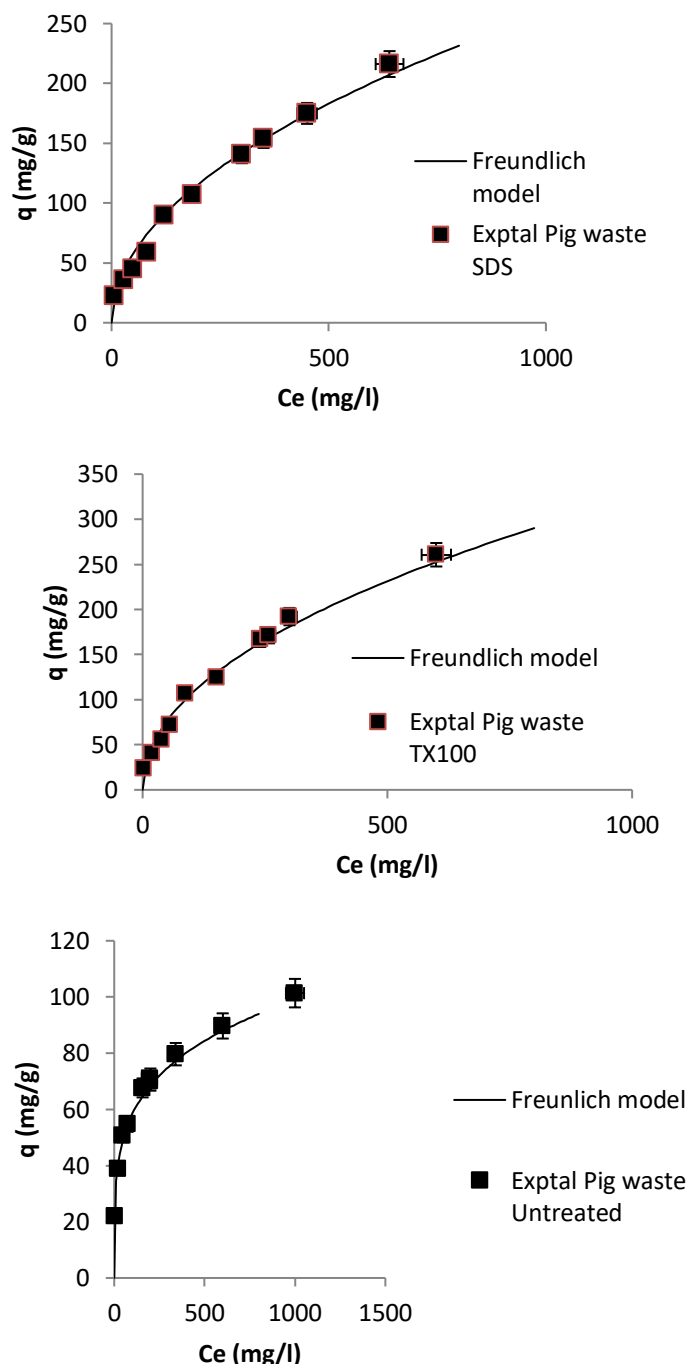 250
200
150
100
50
0
q (mg/g)
Freundlich
model
Exptal Pig waste
SDS
0 500 1000
Ce (mg/l)
350
300
250
200
150
100
50
0
q (mg/g)
Freundlich model
Exptal Pig waste
TX100
0 500 1000
Ce (mg/l)
120
100
80
60
40
20
0
q (mg/g)
Freunlich model
Exptal Pig waste
Untreated
0 500 1000 1500
Ce (mg/l)